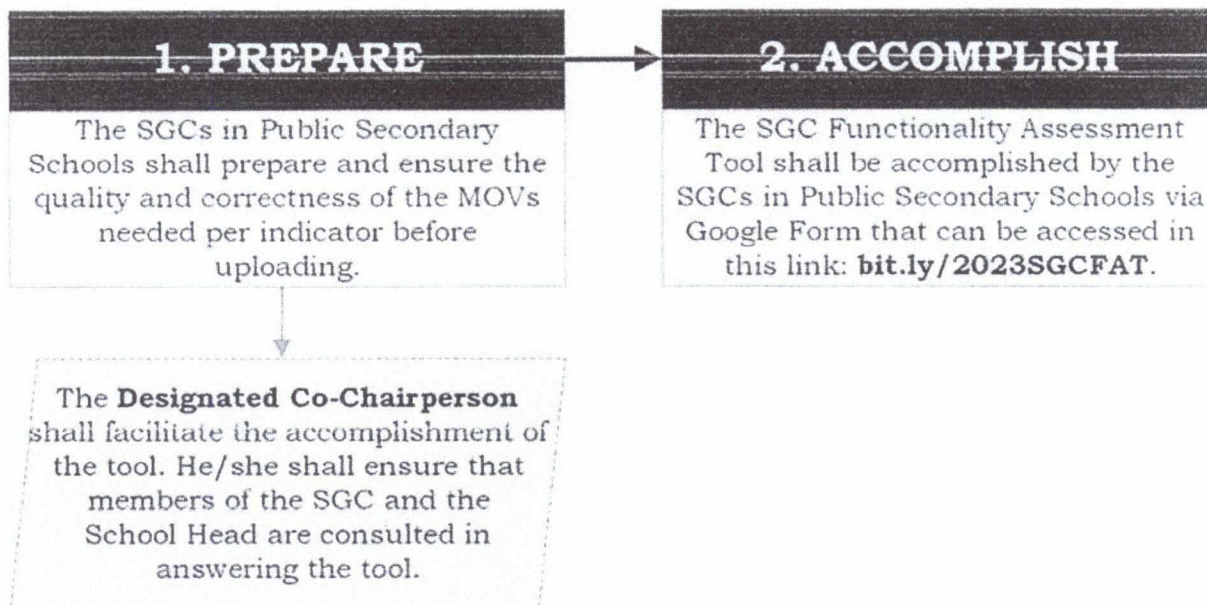 1. PREPARE
The SGCs in Public Secondary
Schools shall prepare and ensure the
quality and correctness of the MOVs
needed per indicator before
uploading.
The Designated Co-Chairperson
shall facilitate the accomplishment of
the tool. He/she shall ensure that
members of the SGC and the
School Head are consulted in
answering the tool.
2. ACCOMPLISH
The SGC Functionality Assessment
Tool shall be accomplished by the
SGCs in Public Secondary Schools via
Google Form that can be accessed in
this link: bit.ly/2023SGCFAT.